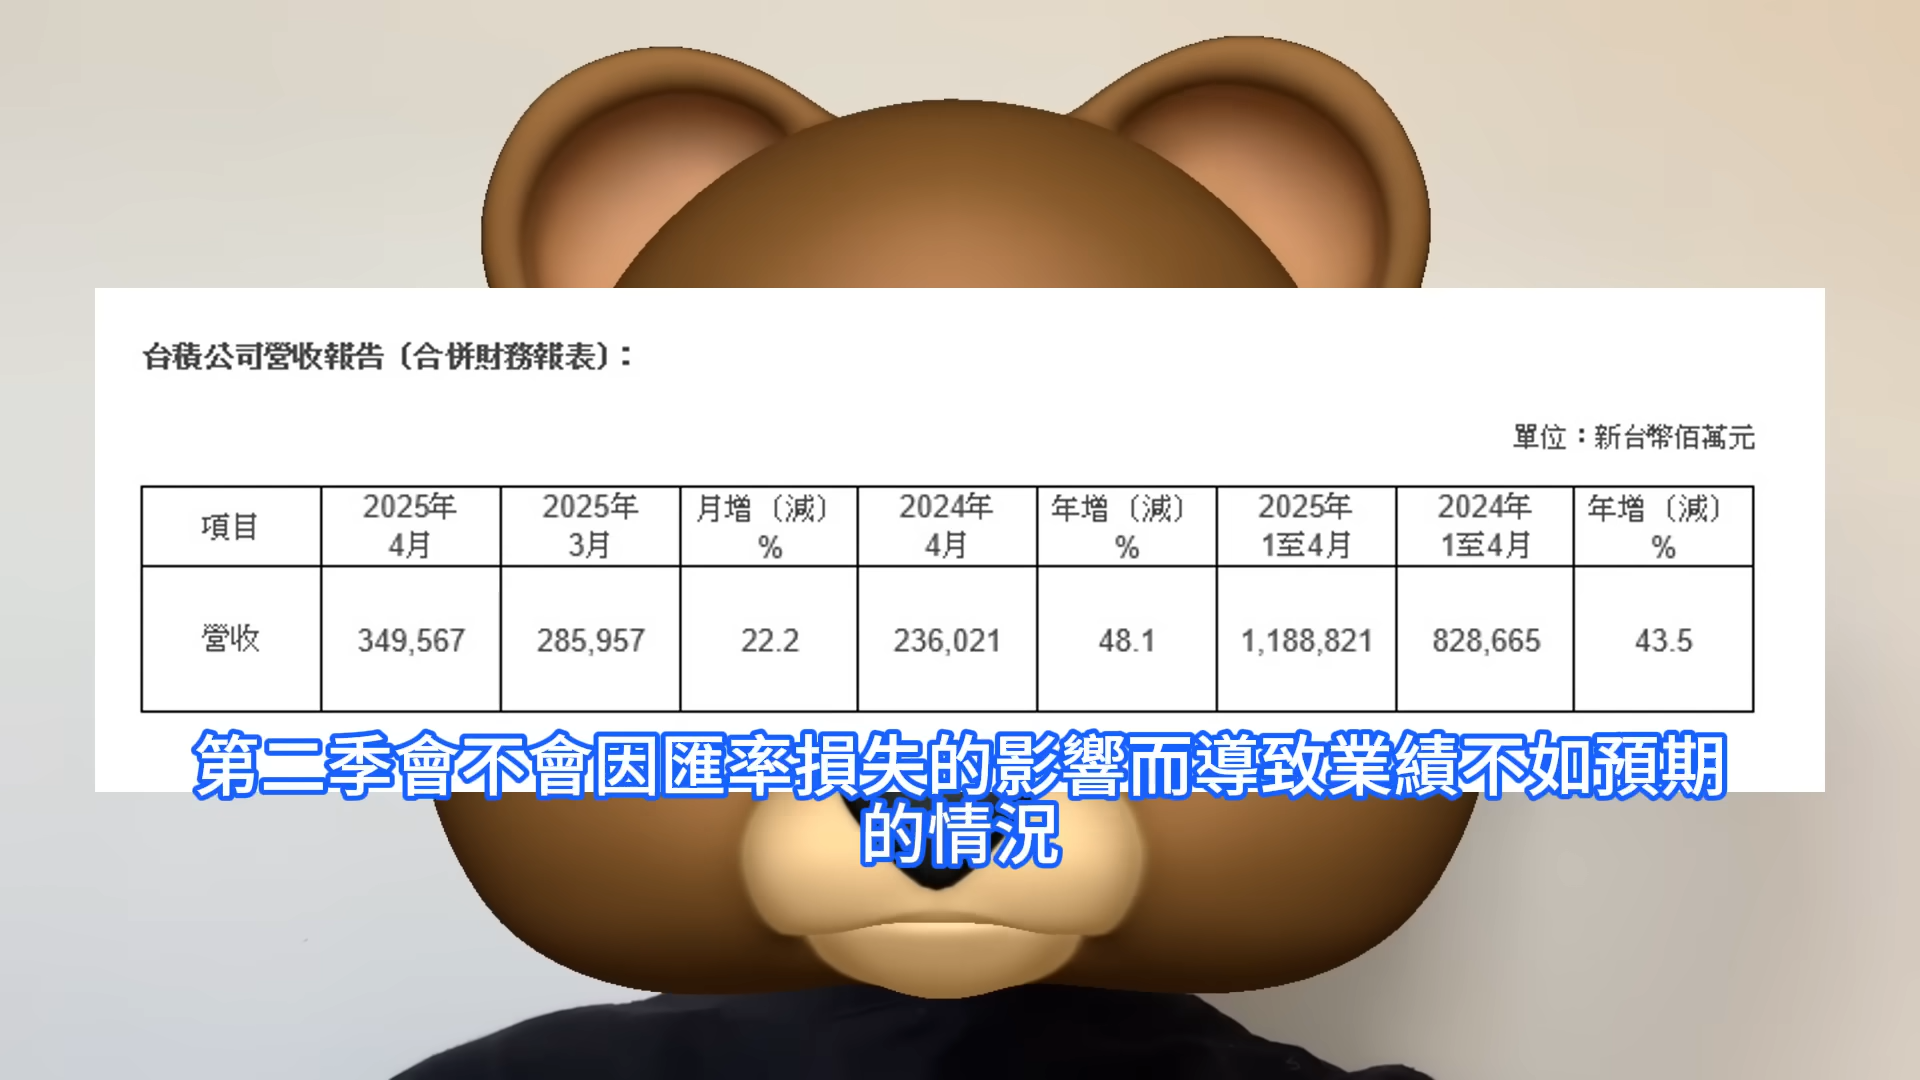 台積公司營收報告（合併財務報表）：
單位：新台幣佰萬元
項目 2025年4月 2025年3月 月增（減）% 2024年4月 年增（減）% 2025年1至4月 2024年1至4月 年增（減）%
營收 349,567 285,957 22.2 236,021 48.1 1,188,821 828,665 43.5
第二季會不會因匯率損失的影響而導致業績不如預期
的情況